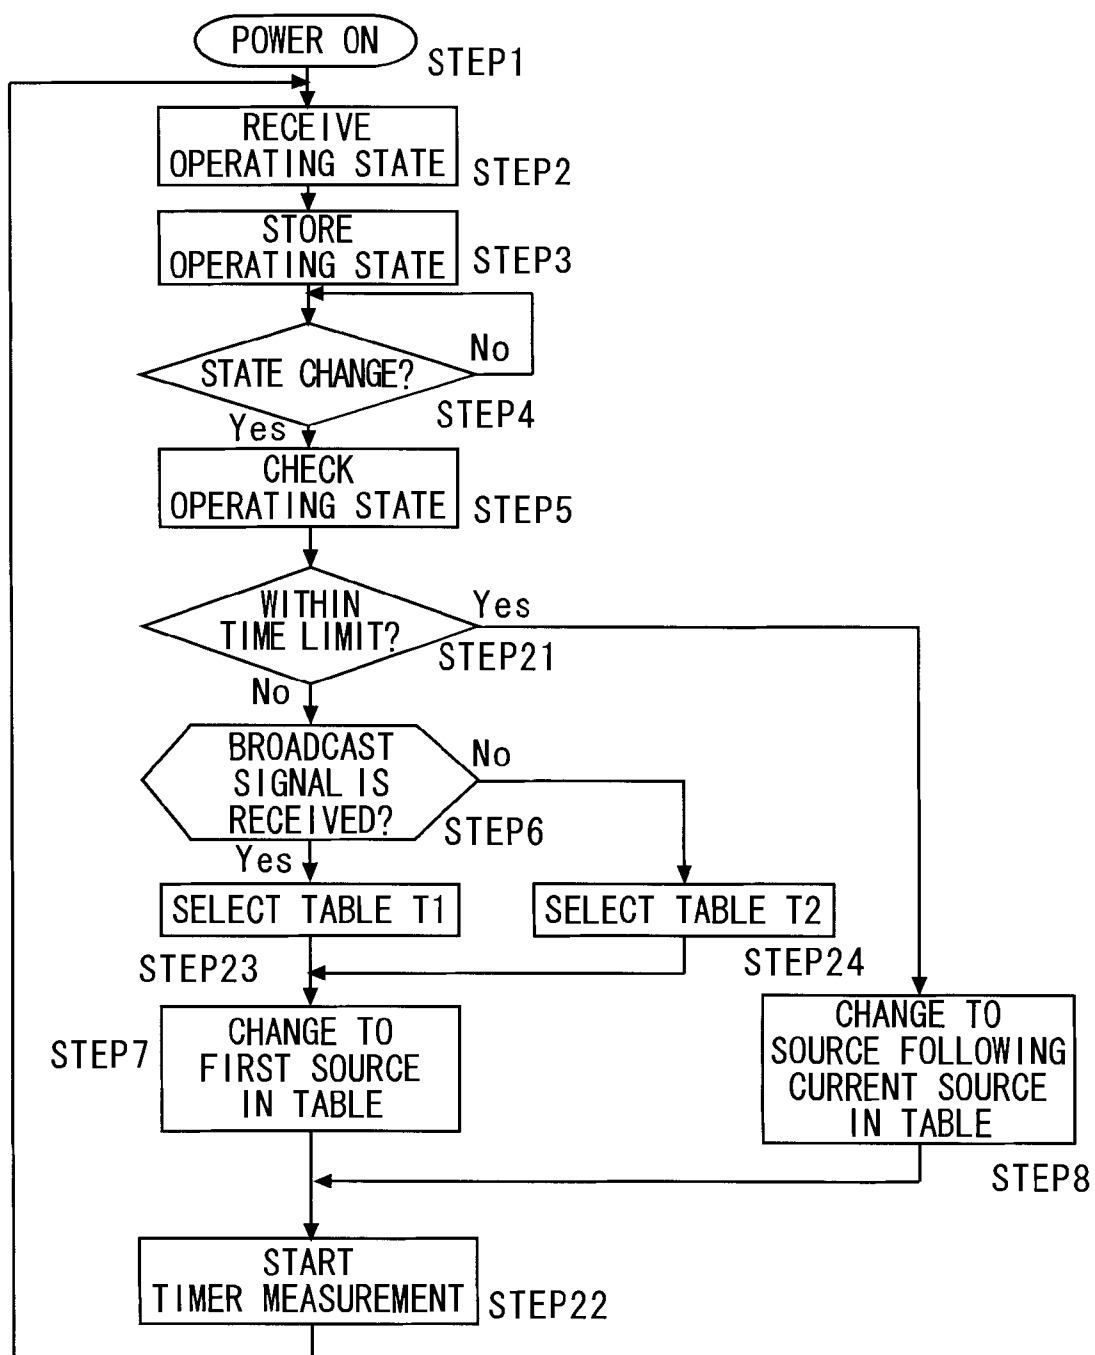 POWER ON
STEP1
RECEIVE
OPERATING STATE
STEP2
STORE
OPERATING STATE
STEP3
No
STATE CHANGE?
STEP4
Yes
CHECK
OPERATING STATE
STEP5
WITHIN
TIME LIMIT?
Yes
STEP21
No
BROADCAST
SIGNAL IS
RECEIVED?
No
STEP6
Yes
SELECT TABLE T1
SELECT TABLE T2
STEP23
STEP24
STEP7
CHANGE TO
FIRST SOURCE
IN TABLE
CHANGE TO
SOURCE FOLLOWING
CURRENT SOURCE
IN TABLE
STEP8
START
TIMER MEASUREMENT
STEP22